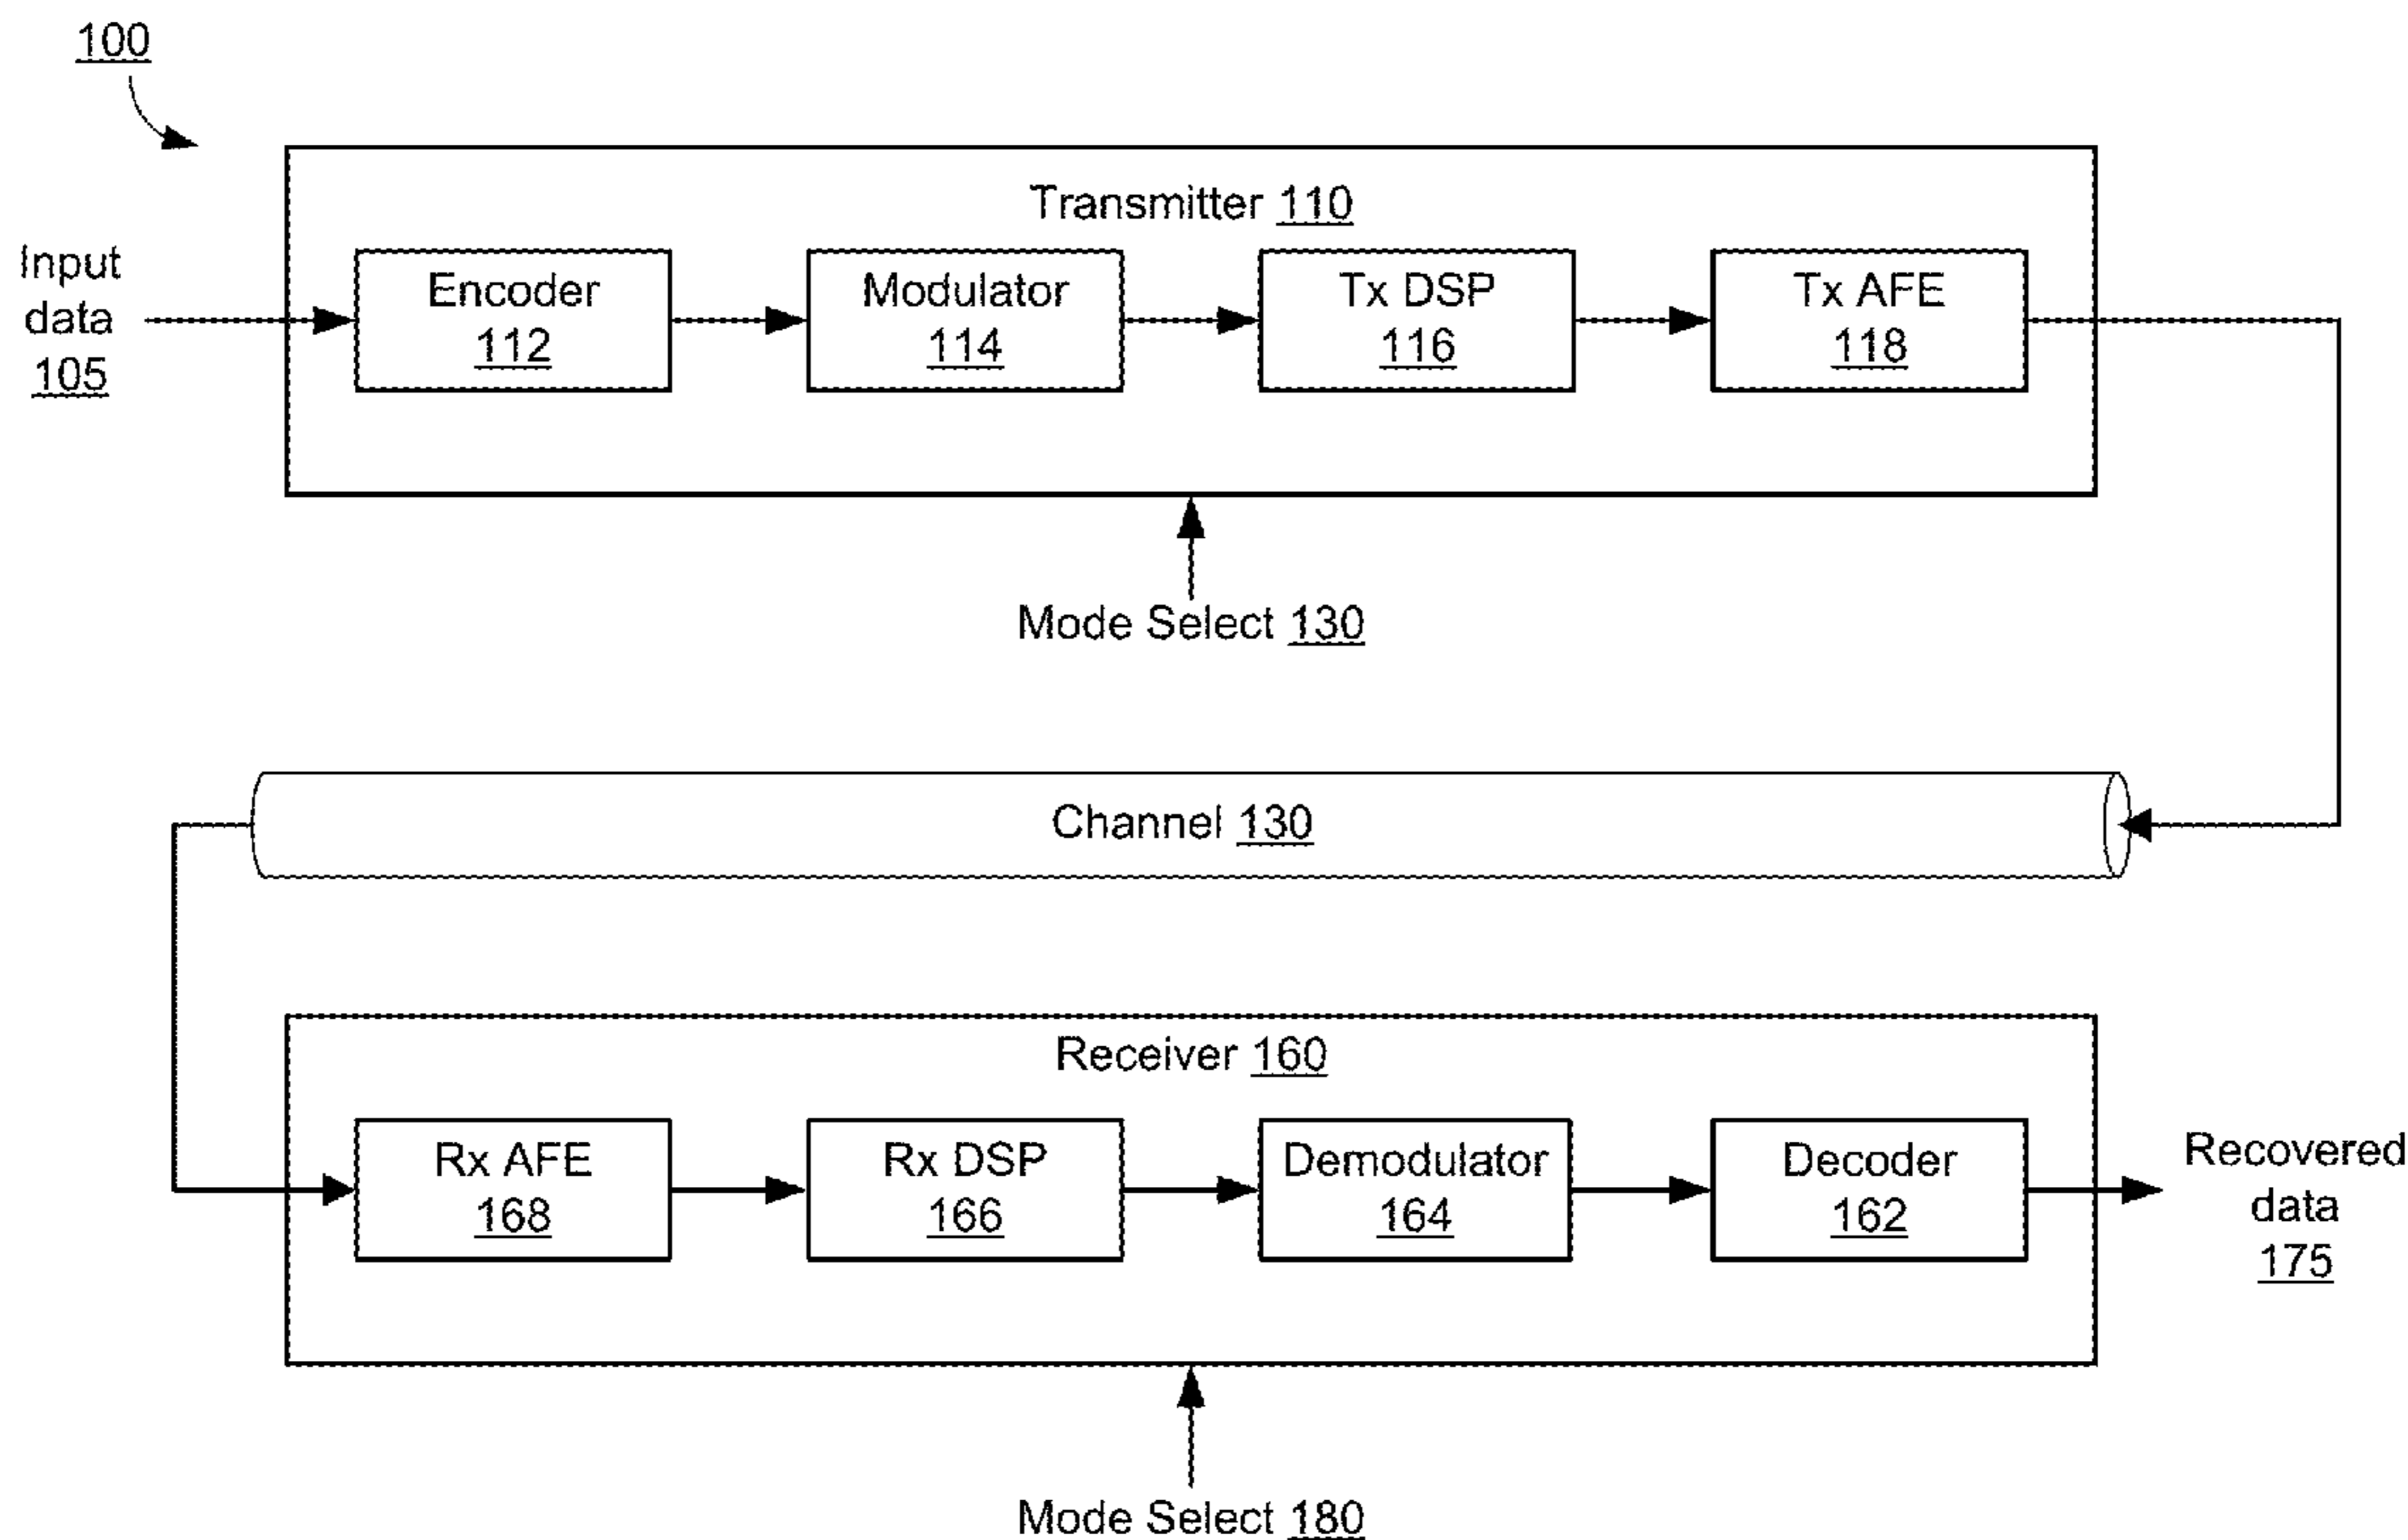 100
Transmitter 110
Input
data
105
Encoder
112
Modulator
114
Tx DSP
116
Tx AFE
118
Mode Select 130
Channel 130
Receiver 160
Rx AFE
168
Rx DSP
166
Demodulator
164
Decoder
162
Recovered
data
175
Mode Select 180